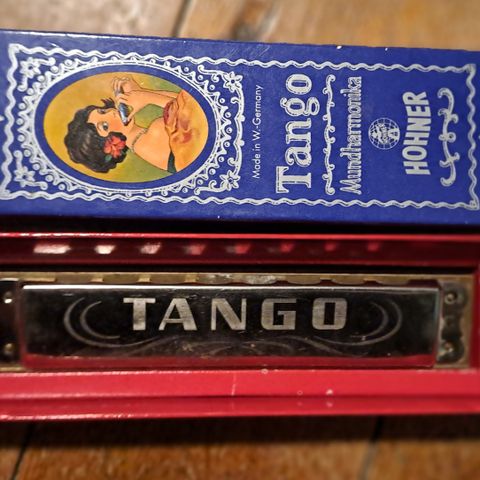 Made in W.-Germany
Tango
Mundharmonika
HOHNER
TANGO